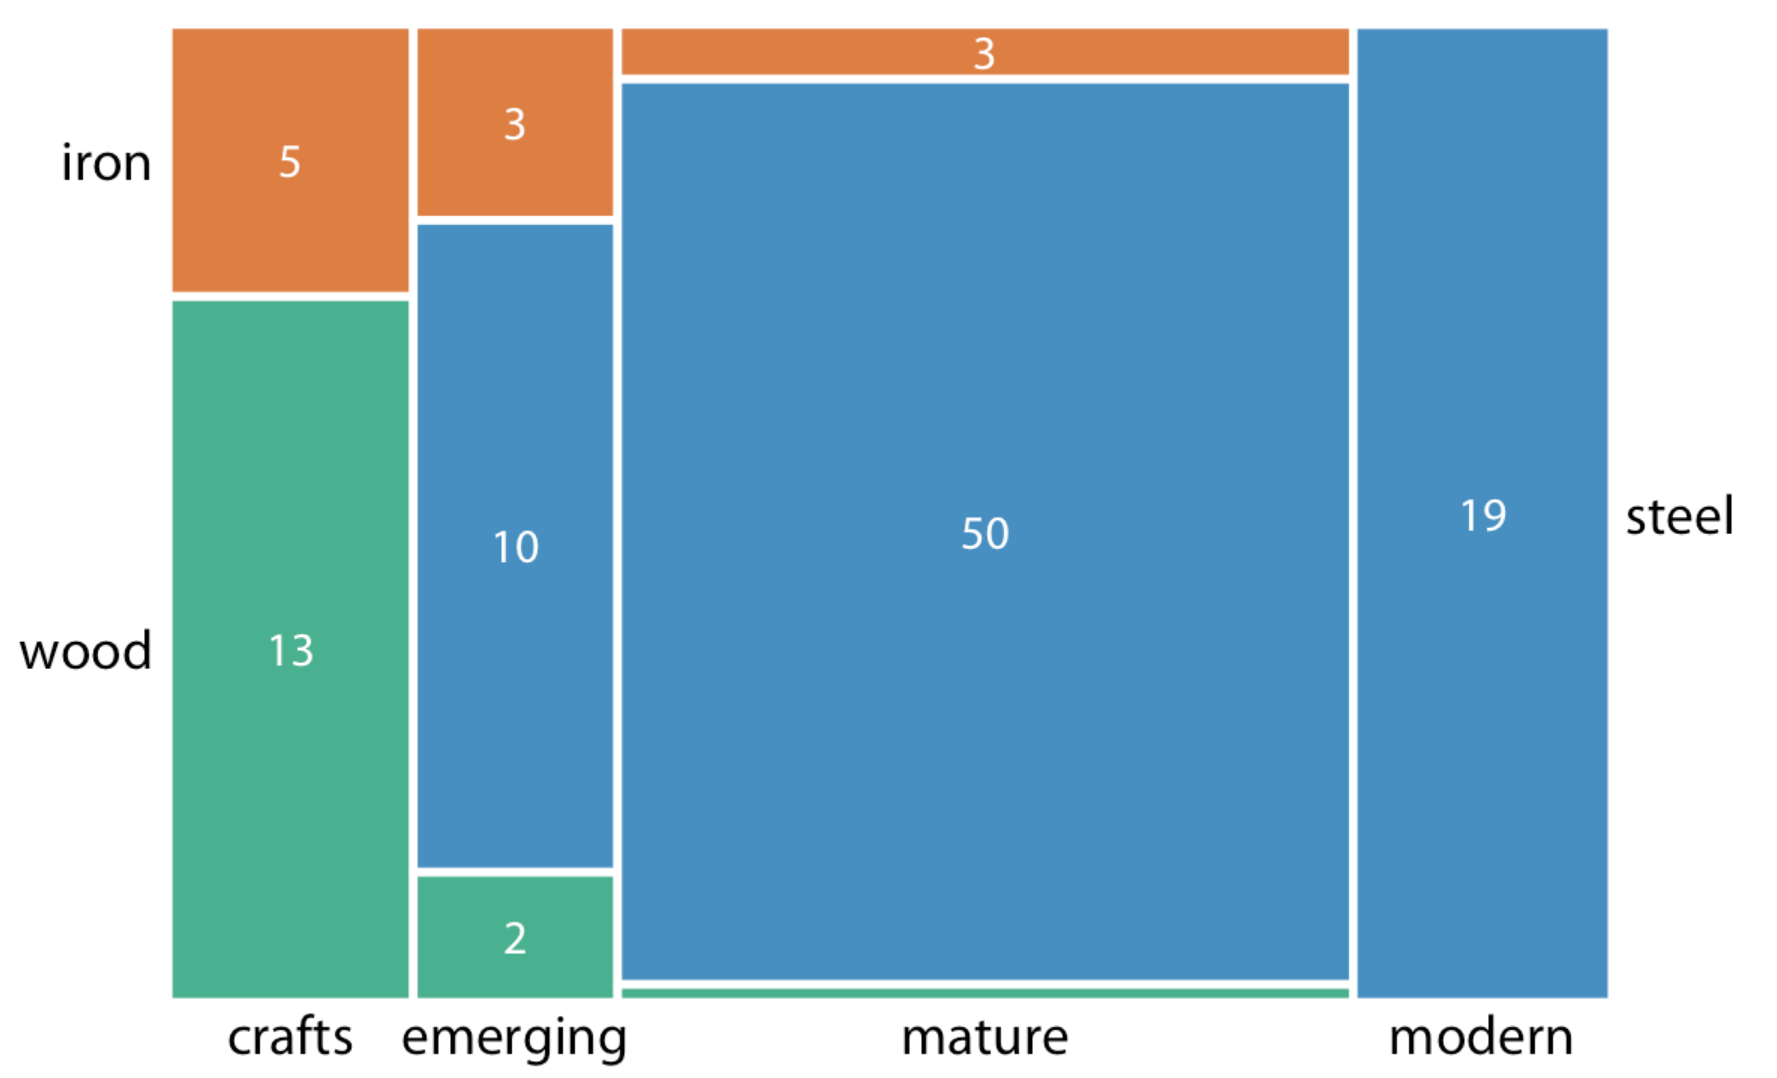 3
3
iron
5
10
50
19
steel
wood
13
2
crafts
emerging
mature
modern